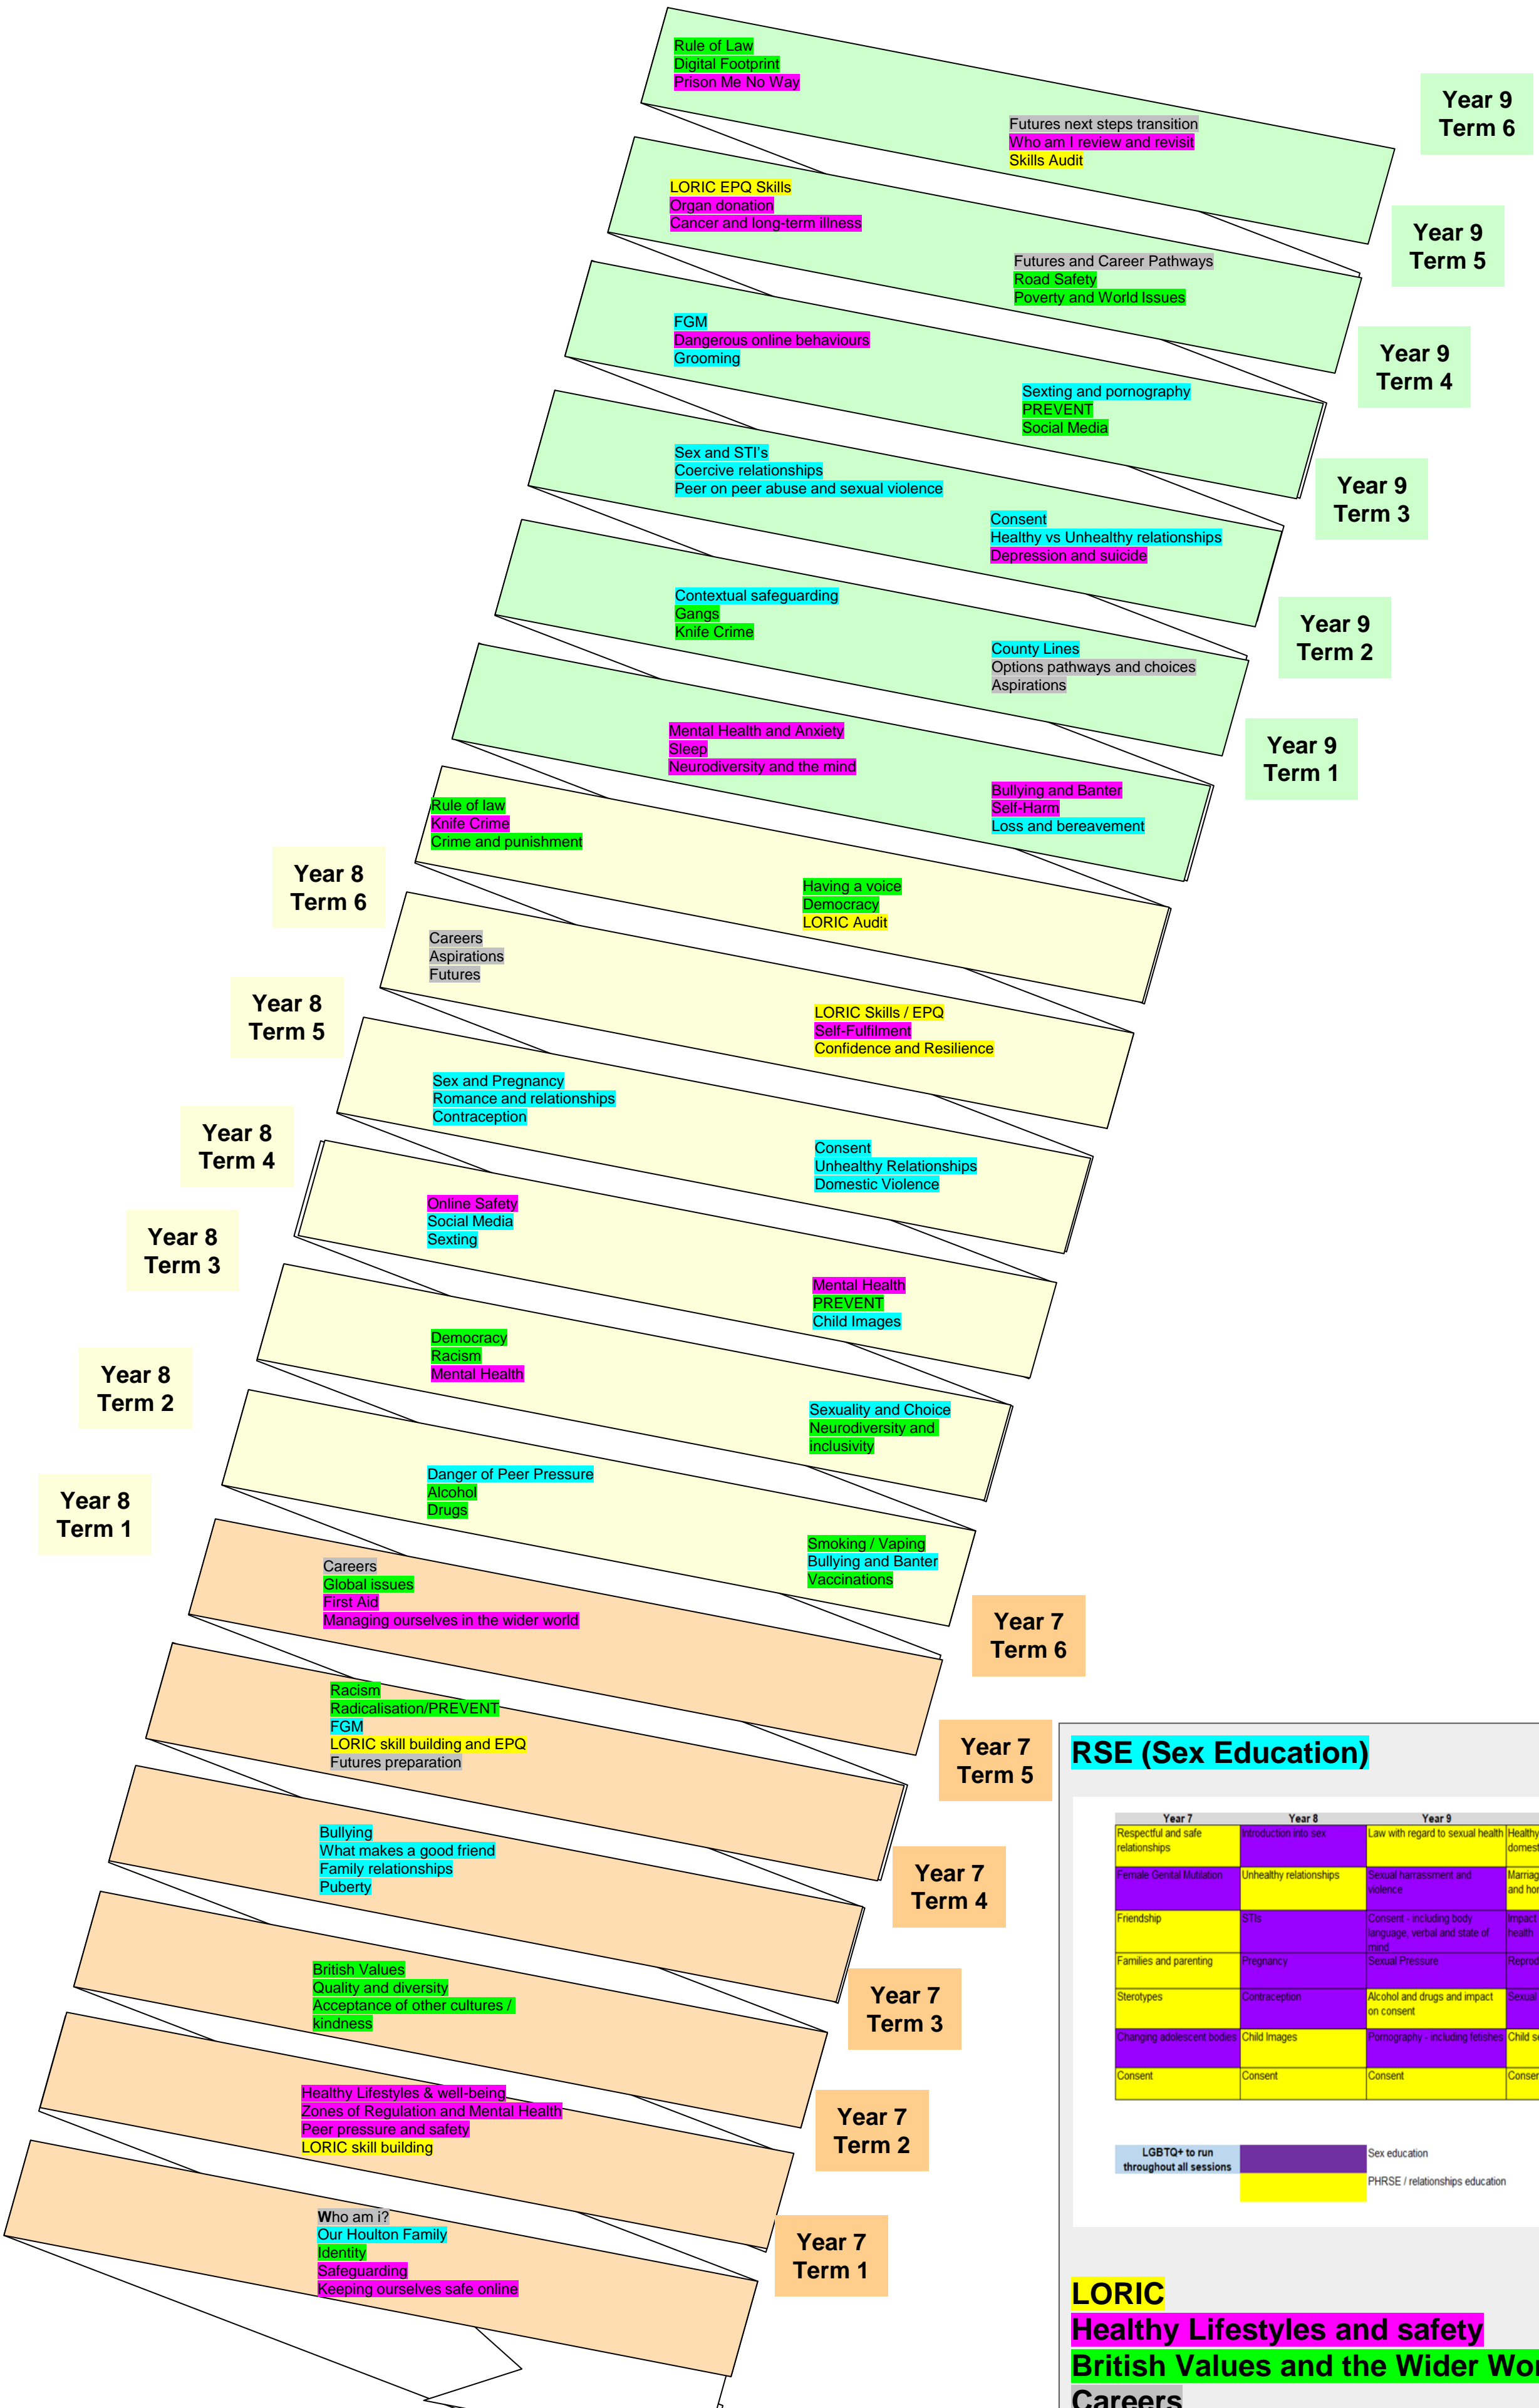 Rule of Law
Digital Footprint
Prison Me No Way
Futures next steps transition
Who am I review and revisit
Skills Audit
Year 9
Term 6
LORIC EPQ Skills
Organ donation
Cancer and long-term illness
Futures and Career Pathways
Road Safety
Poverty and World Issues
Year 9
Term 5
FGM
Dangerous online behaviours
Grooming
Sexting and pornography
PREVENT
Social Media
Year 9
Term 4
Sex and STI's
Coercive relationships
Peer on peer abuse and sexual violence
Consent
Healthy vs Unhealthy relationships
Depression and suicide
Year 9
Term 3
Contextual safeguarding
Gangs
Knife Crime
County Lines
Options pathways and choices
Aspirations
Year 9
Term 2
Mental Health and Anxiety
Sleep
Neurodiversity and the mind
Bullying and Banter
Self-Harm
Loss and bereavement
Year 9
Term 1
Rule of law
Knife Crime
Crime and punishment
Having a voice
Democracy
LORIC Audit
Year 8
Term 6
Careers
Aspirations
Futures
LORIC Skills / EPQ
Self-Fulfilment
Confidence and Resilience
Year 8
Term 5
Sex and Pregnancy
Romance and relationships
Contraception
Consent
Unhealthy Relationships
Domestic Violence
Year 8
Term 4
Online Safety
Social Media
Sexting
Mental Health
PREVENT
Child Images
Year 8
Term 3
Democracy
Racism
Mental Health
Sexuality and Choice
Neurodiversity and
inclusivity
Year 8
Term 2
Danger of Peer Pressure
Alcohol
Drugs
Smoking / Vaping
Bullying and Banter
Vaccinations
Year 8
Term 1
Careers
Global issues
First Aid
Managing ourselves in the wider world
Year 7
Term 6
Racism
Radicalisation/PREVENT
FGM
LORIC skill building and EPQ
Futures preparation
Year 7
Term 5
Bullying
What makes a good friend
Family relationships
Puberty
Year 7
Term 4
British Values
Quality and diversity
Acceptance of other cultures /
kindness
Year 7
Term 3
Healthy Lifestyles & well-being
Zones of Regulation and Mental Health
Peer pressure and safety
LORIC skill building
Year 7
Term 2
Who am i?
Our Houlton Family
Identity
Safeguarding
Keeping ourselves safe online
Year 7
Term 1
RSE (Sex Education)
Year 7 Year 8 Year 9
Respectful and safe Introduction into sex Law with regard to sexual health Healthy
relationships
Female Genital Mutilation Unhealthy relationships Sexual harrassment and
violence and
Friendship STIs Consent - including body Impact
language, verbal and state of health
mind
Families and parenting Pregnancy Sexual Pressure
Sterotypes Contraception Alcohol and drugs and impact Sexual
on consent
Changing adolescent bodies Child Images Pornography - including fetishes Child
Consent Consent Consent
LGBTQ+ to run Sex education
throughout all sessions
PHRSE / relationships education
LORIC
Healthy Lifestyles and safety
British Values and the Wider
Careers